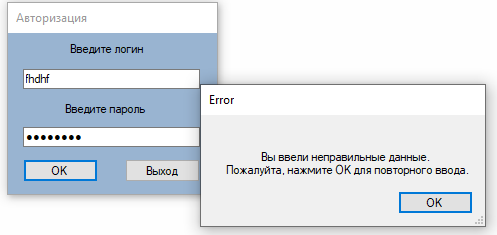 Авторизация
Введите логин
fhdhf
Введите пароль
●●●●●●●●
OK
Выход
Error
Вы ввели неправильные данные.
Пожалуйта, нажмите ОК для повторного ввода.
OK